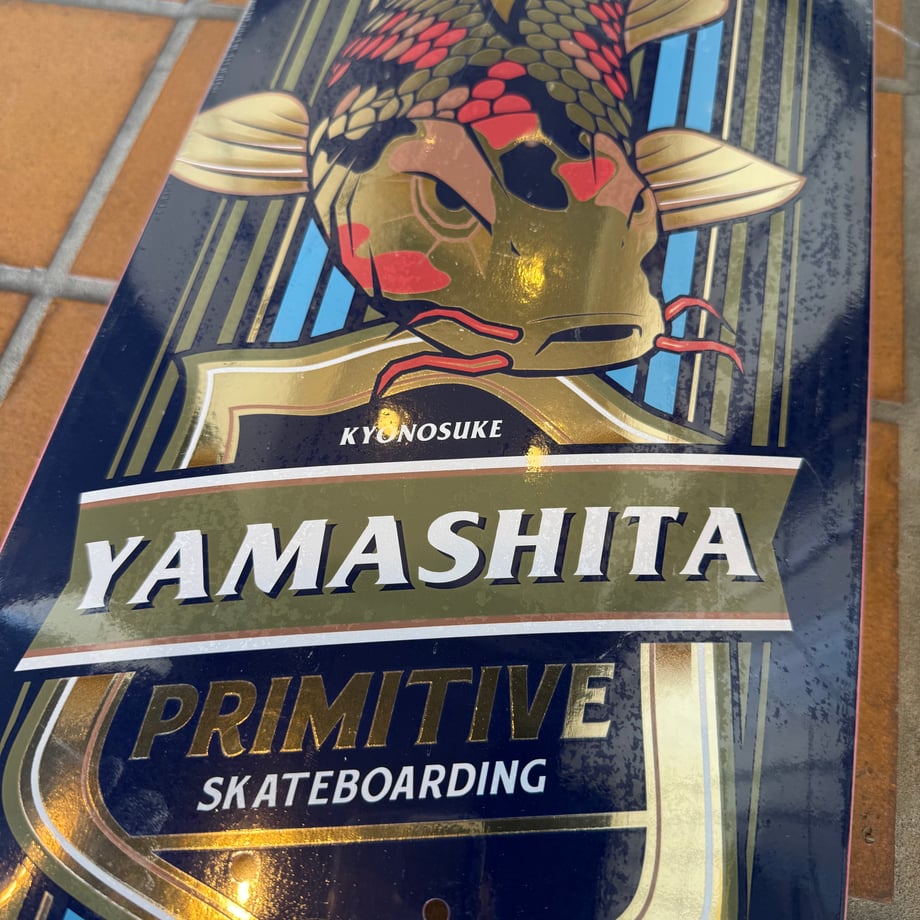 KYONOSUKE
YAMASHITA
PRIMITIVE
SKATEBOARDING